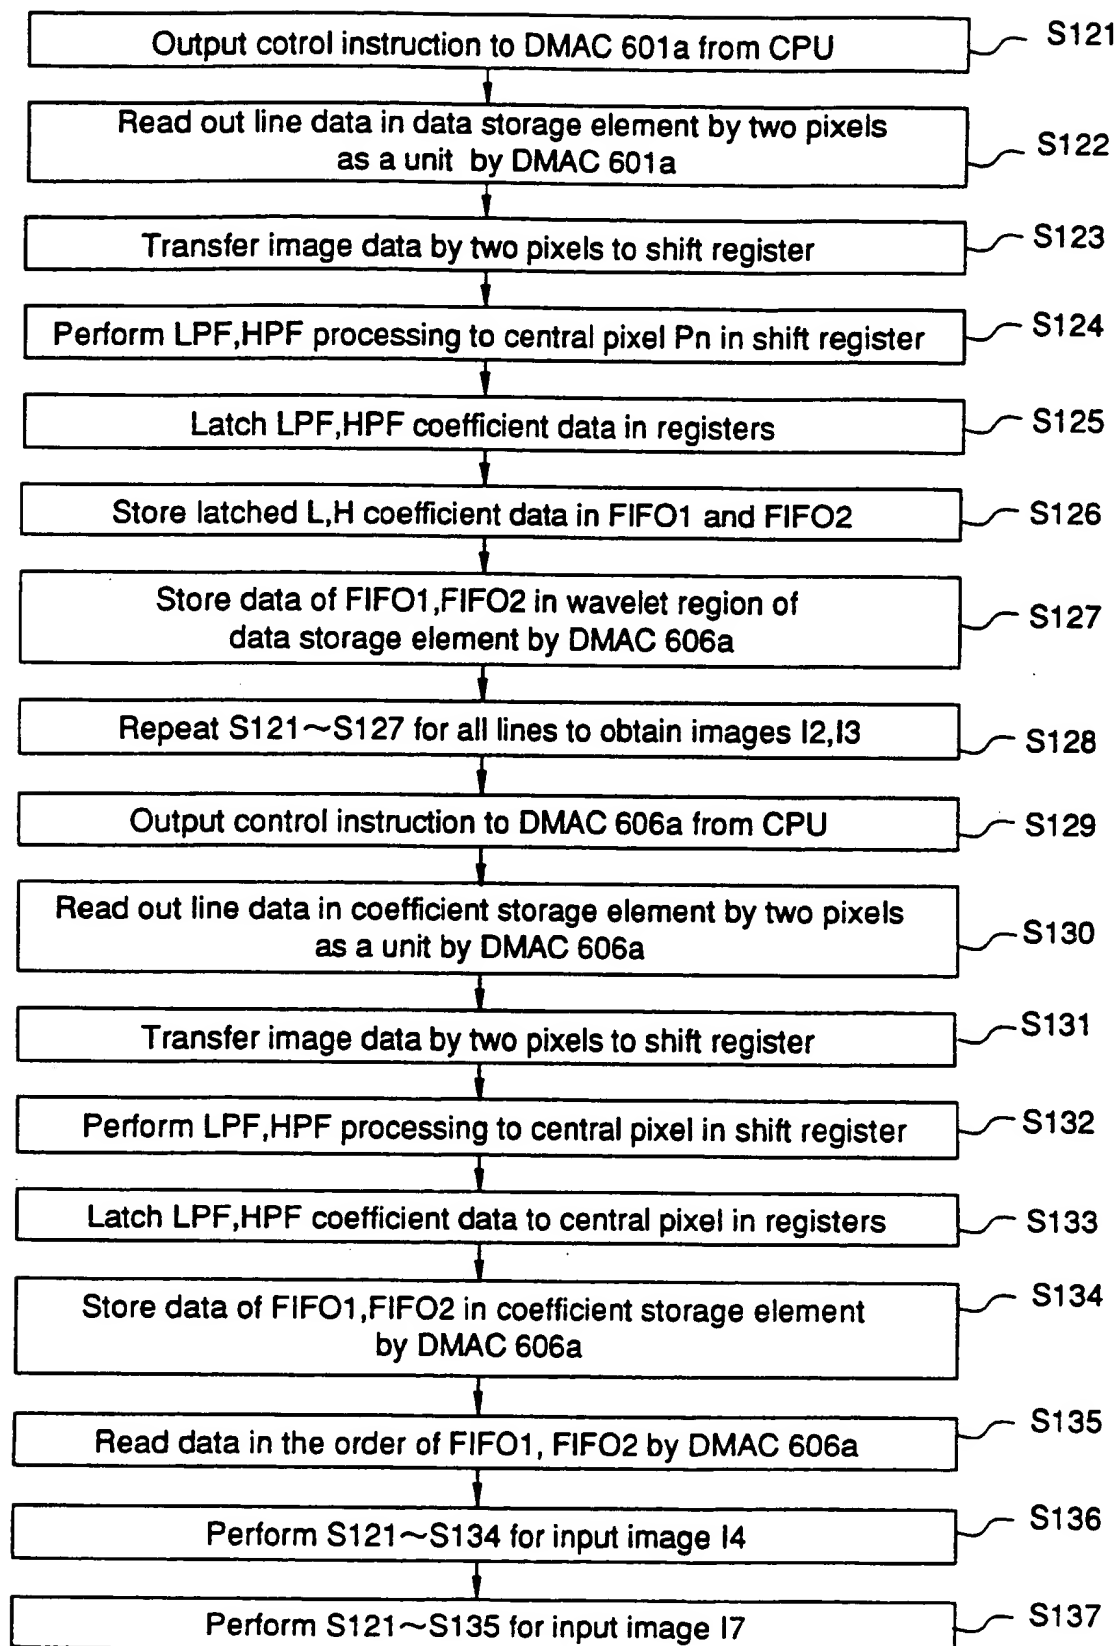 Output cotrol instruction to DMAC 601a from CPU
S121
Read out line data in data storage element by two pixels
as a unit by DMAC 601a
S122
Transfer image data by two pixels to shift register
S123
Perform LPF,HPF processing to central pixel Pn in shift register
S124
Latch LPF,HPF coefficient data in registers
S125
Store latched L,H coefficient data in FIFO1 and FIFO2
S126
Store data of FIFO1,FIFO2 in wavelet region of
data storage element by DMAC 606a
S127
Repeat S121~S127 for all lines to obtain images I2,I3
S128
Output control instruction to DMAC 606a from CPU
S129
Read out line data in coefficient storage element by two pixels
as a unit by DMAC 606a
S130
Transfer image data by two pixels to shift register
S131
Perform LPF,HPF processing to central pixel in shift register
S132
Latch LPF,HPF coefficient data to central pixel in registers
S133
Store data of FIFO1,FIFO2 in coefficient storage element
by DMAC 606a
S134
Read data in the order of FIFO1, FIFO2 by DMAC 606a
S135
Perform S121~S134 for input image I4
S136
Perform S121~S135 for input image I7
S137